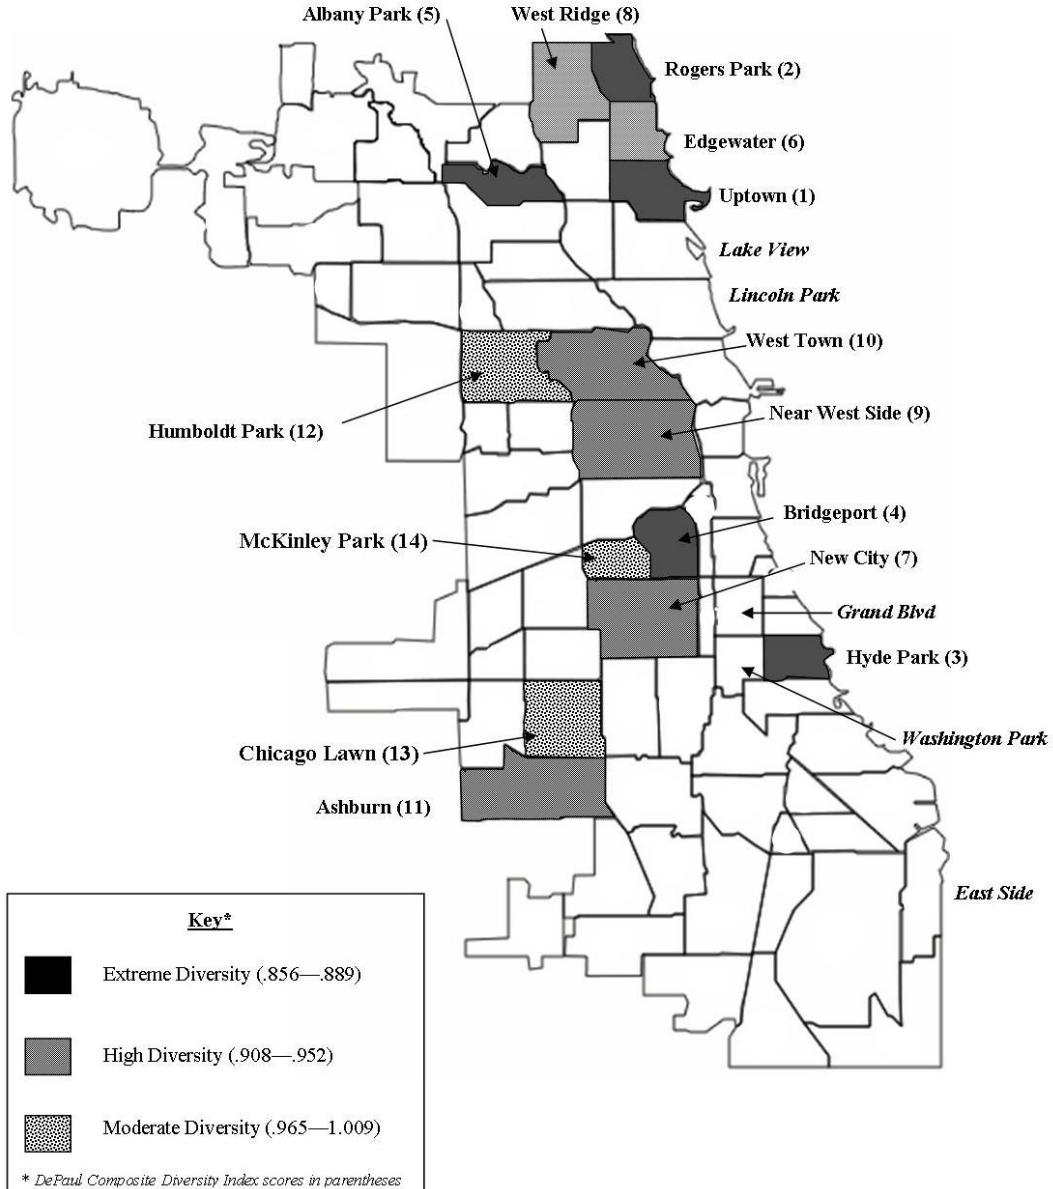 Albany Park (5)
West Ridge (8)
Rogers Park (2)
Edgewater (6)
Uptown (1)
Lake View
Lincoln Park
West Town (10)
Near West Side (9)
Humboldt Park (12)
Bridgeport (4)
McKinley Park (14)
New City (7)
Grand Blvd
Hyde Park (3)
Washington Park
Chicago Lawn (13)
Ashburn (11)
East Side
Key*
Extreme Diversity (.856—.889)
High Diversity (.908—.952)
Moderate Diversity (.965—1.009)
* DePaul Composite Diversity Index scores in parentheses